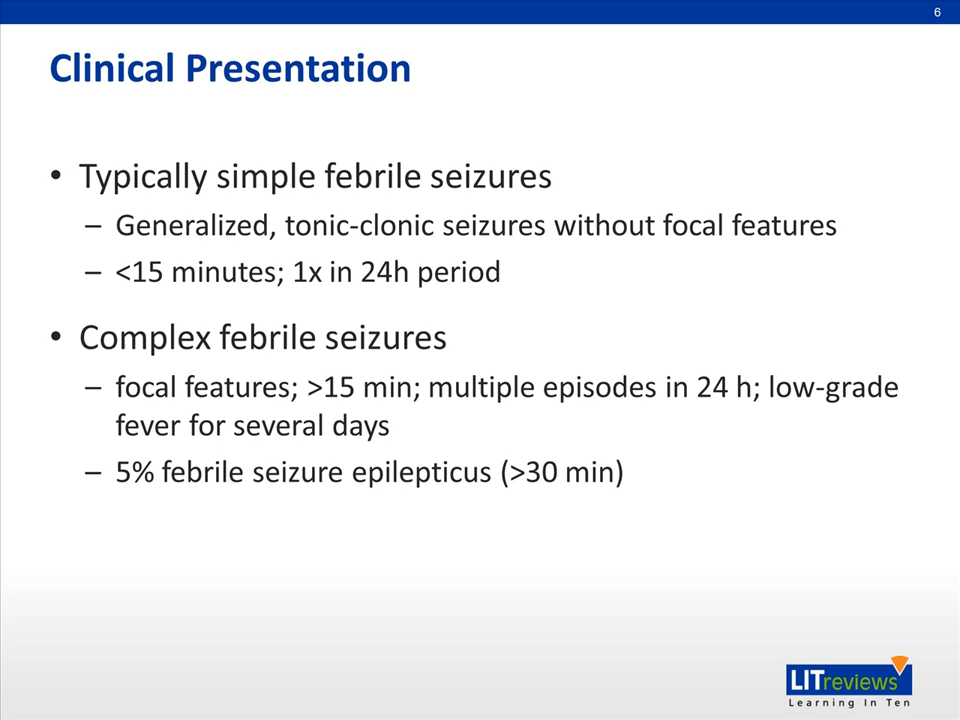 6
Clinical Presentation
• Typically simple febrile seizures
– Generalized, tonic-clonic seizures without focal features
– <15 minutes; 1x in 24h period
• Complex febrile seizures
– focal features; >15 min; multiple episodes in 24 h; low-grade
fever for several days
– 5% febrile seizure epilepticus (>30 min)
LITreviews
Learning In Ten